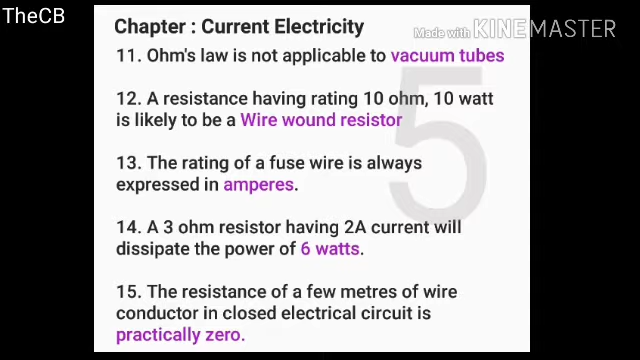 TheCB
Made with KINEMASTER
Chapter : Current Electricity
11. Ohm's law is not applicable to vacuum tubes
12. A resistance having rating 10 ohm, 10 watt
is likely to be a Wire wound resistor
13. The rating of a fuse wire is always
expressed in amperes.
14. A 3 ohm resistor having 2A current will
dissipate the power of 6 watts.
15. The resistance of a few metres of wire
conductor in closed electrical circuit is
practically zero.
5